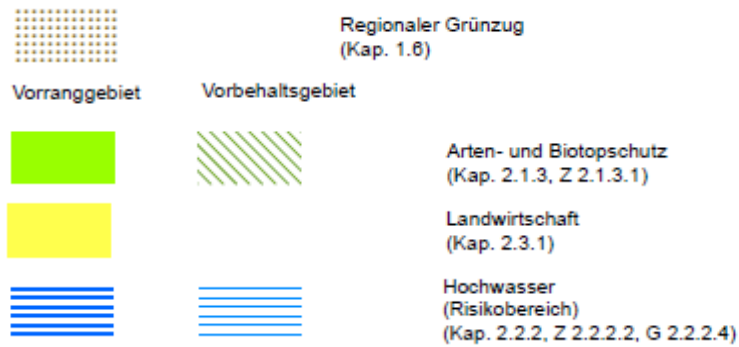 Regionaler Grünzug
(Kap. 1.6)
Vorranggebiet Vorbehaltsgebiet
Arten- und Biotopschutz
(Kap. 2.1.3, Z 2.1.3.1)
Landwirtschaft
(Kap. 2.3.1)
Hochwasser
(Risikobereich)
(Kap. 2.2.2, Z 2.2.2.2, G 2.2.2.4)